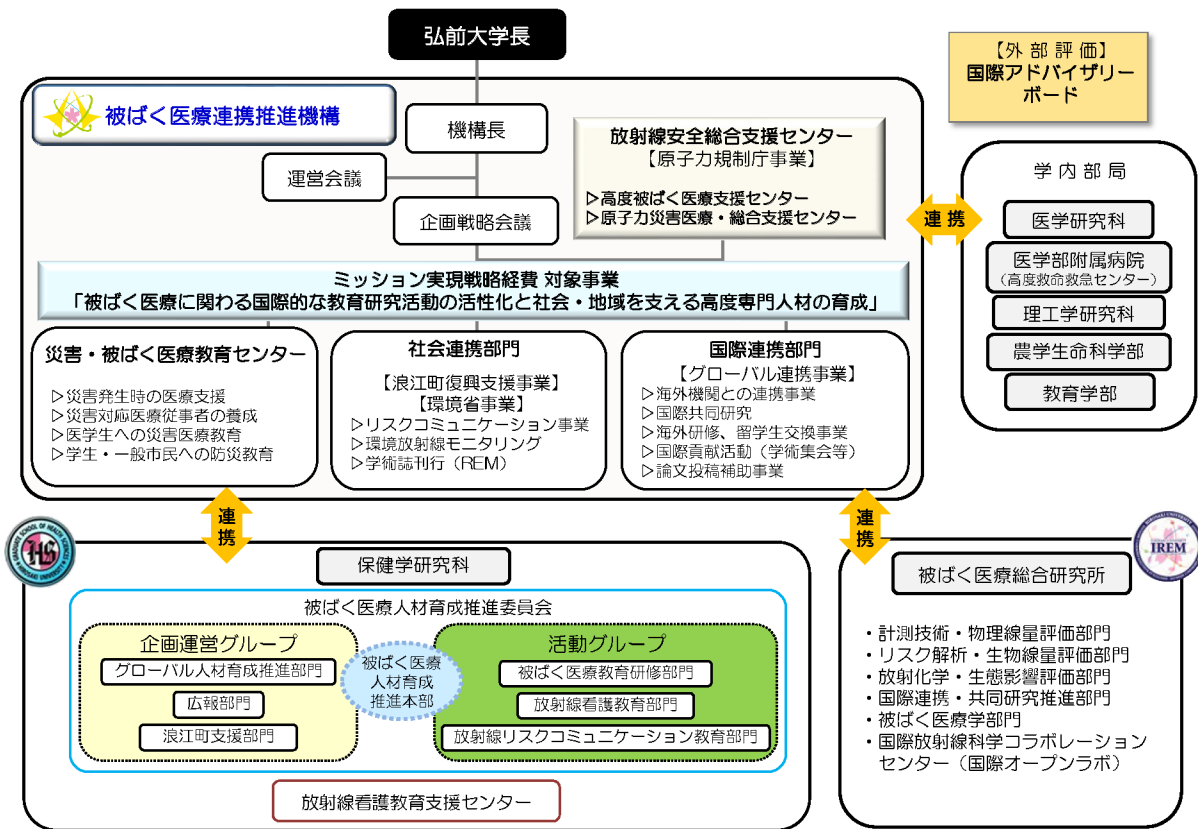 弘前大学長
【外部評価】
国際アドバイザリー
ボード
被ばく医療連携推進機構
機構長
運営会議
企画戦略会議
放射線安全総合支援センター
【原子力規制庁事業】
▷高度被ばく医療支援センター
▷原子力災害医療・総合支援センター
連携
学内部局
医学研究科
医学部附属病院
（高度救命救急センター）
理工学研究科
農学生命科学部
教育学部
ミッション実現戦略経費 対象事業
「被ばく医療に関わる国際的な教育研究活動の活性化と社会・地域を支える高度専門人材の育成」
災害・被ばく医療教育センター
▷災害発生時の医療支援
▷災害対応医療従事者の養成
▷医学生への災害医療教育
▷学生・一般市民への防災教育
社会連携部門
【浪江町復興支援事業】
【環境省事業】
▷リスクコミュニケーション事業
▷環境放射線モニタリング
▷学術誌刊行（REM）
国際連携部門
【グローバル連携事業】
▷海外機関との連携事業
▷国際共同研究
▷海外研修、留学生交換事業
▷国際貢献活動（学術集会等）
▷論文投稿補助事業
連携
連携
HS
保健学研究科
被ばく医療人材育成推進委員会
企画運営グループ
グローバル人材育成推進部門
広報部門
浪江町支援部門
被ばく医療
人材育成
推進本部
活動グループ
被ばく医療教育研修部門
放射線看護教育部門
放射線リスクコミュニケーション教育部門
放射線看護教育支援センター
IREM
被ばく医療総合研究所
・計測技術・物理線量評価部門
・リスク解析・生物線量評価部門
・放射化学・生態影響評価部門
・国際連携・共同研究推進部門
・被ばく医療学部門
・国際放射線科学コラボレーション
センター（国際オープンラボ）